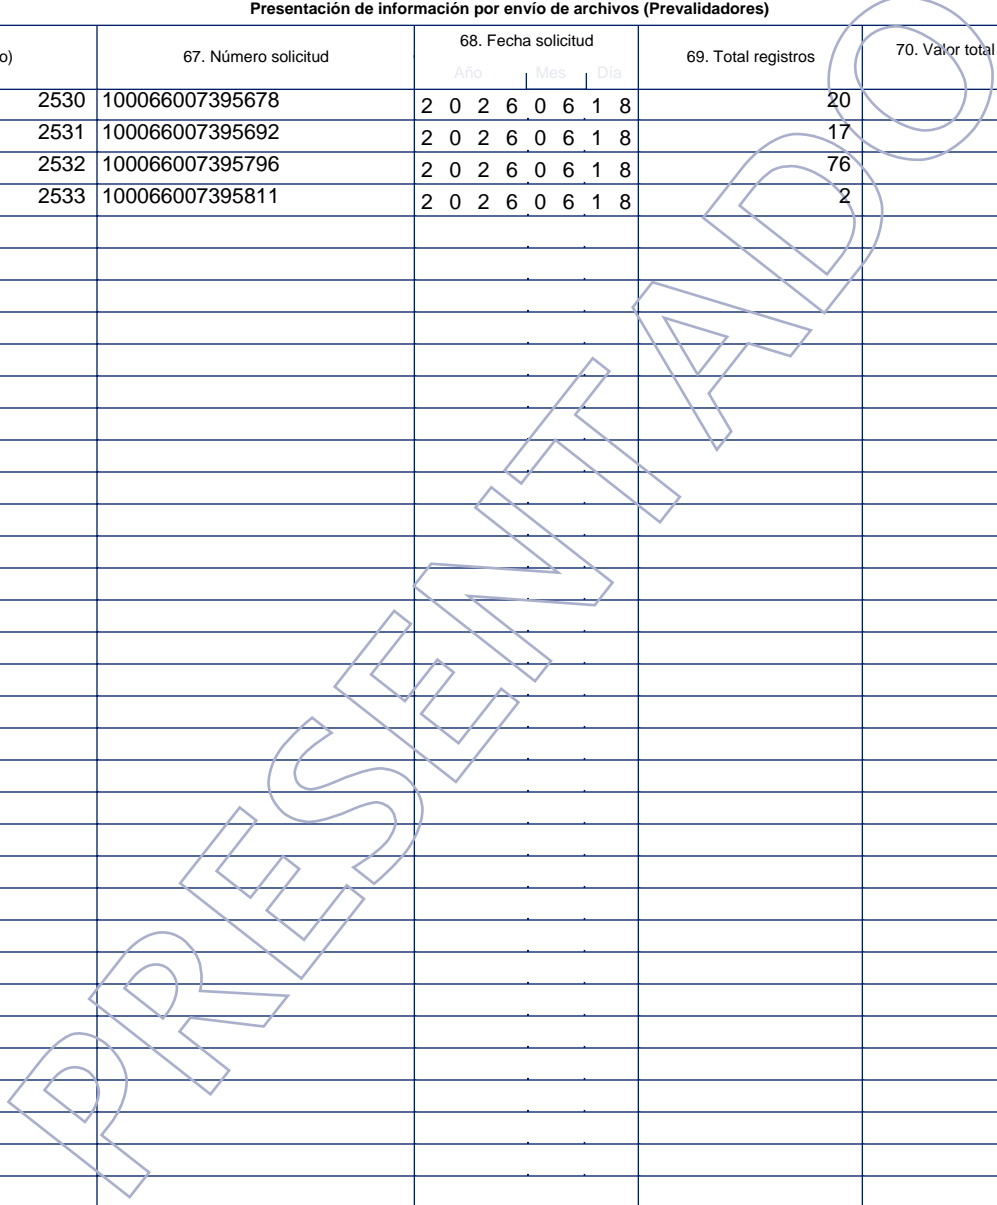 Presentación de información por envío de archivos (Prevalidadores)
o) 67. Número solicitud 68. Fecha solicitud 69. Total registros 70. Valor total
Año Mes Día
2530 100066007395678 2 0 2 6 0 6 1 8 20
2531 100066007395692 2 0 2 6 0 6 1 8 17
2532 100066007395796 2 0 2 6 0 6 1 8 76
2533 100066007395811 2 0 2 6 0 6 1 8 2
PRESENTADO